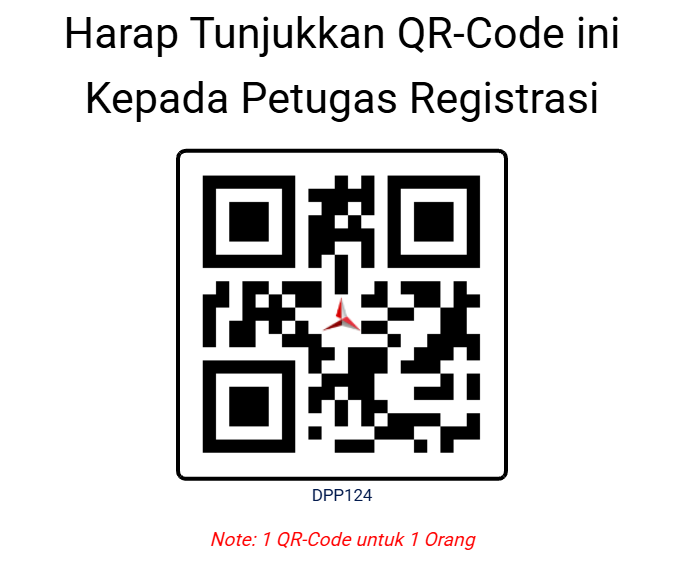 Harap Tunjukkan QR-Code ini
Kepada Petugas Registrasi
DPP124
Note: 1 QR-Code untuk 1 Orang